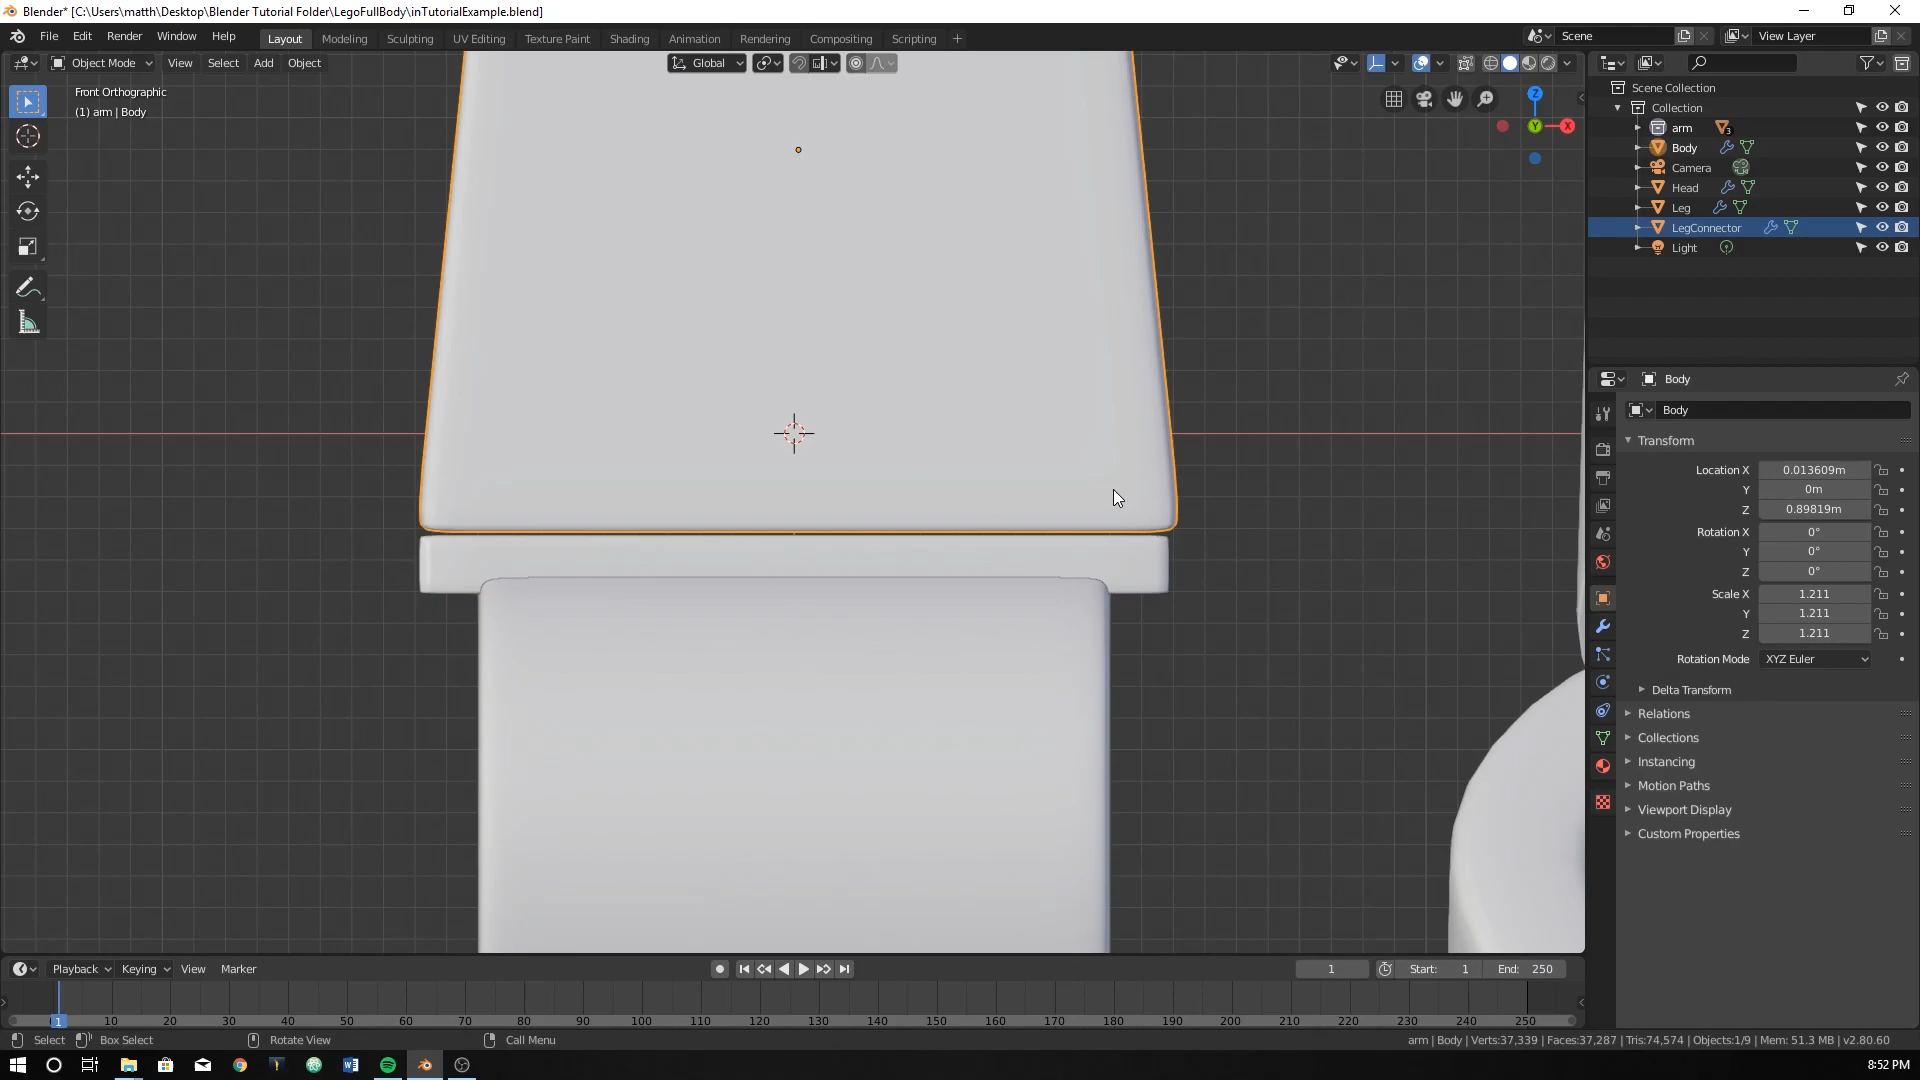 Blender* [C:\Users\matth\Desktop\Blender Tutorial Folder\LegoFullBody\inTutorialExample.blend]
File Edit Render Window Help Layout Modeling Sculpting UV Editing Texture Paint Shading Animation Rendering Compositing Scripting + Scene View Layer
Object Mode View Select Add Object Global
Front Orthographic
(1) arm | Body
Z
Y
X
Scene Collection
Collection
arm 3
Body
Camera
Head
Leg
LegConnector
Light
Body
Body
Transform
Location X 0.013609m
Y 0m
Z 0.89819m
Rotation X 0°
Y 0°
Z 0°
Scale X 1.211
Y 1.211
Z 1.211
Rotation Mode XYZ Euler
Delta Transform
Relations
Collections
Instancing
Motion Paths
Viewport Display
Custom Properties
Playback Keying View Marker 1 Start: 1 End: 250
1 10 20 30 40 50 60 70 80 90 100 110 120 130 140 150 160 170 180 190 200 210 220 230 240 250
Select Box Select Rotate View Call Menu arm | Body | Verts:37,339 | Faces:37,287 | Tris:74,574 | Objects:1/9 | Mem: 51.3 MB | v2.80.60
8:52 PM